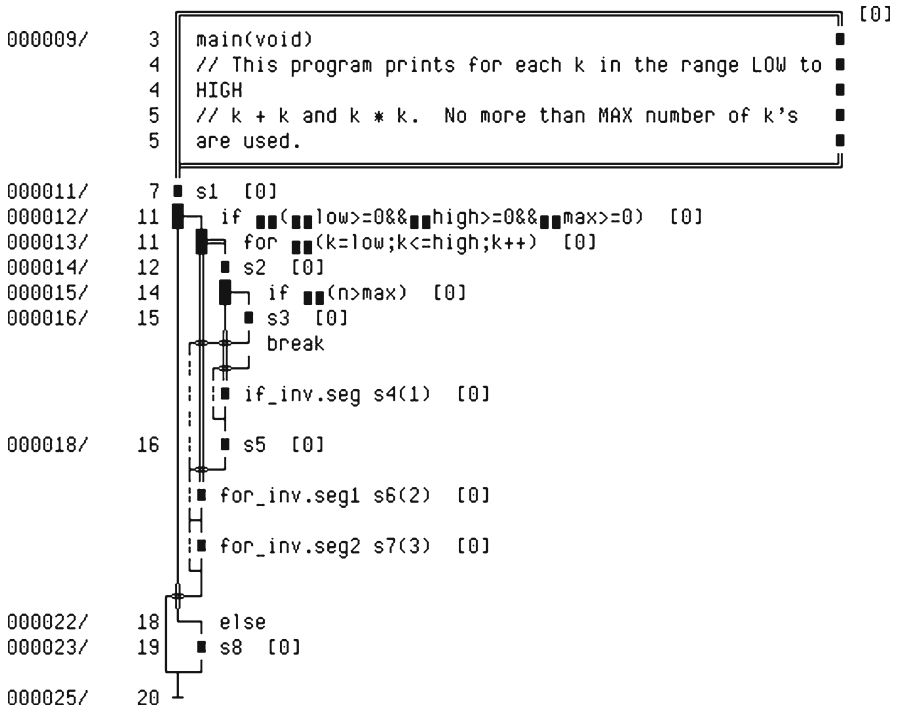 [0]
000009/ 3 main(void)
4 // This program prints for each k in the range LOW to
4 HIGH
5 // k + k and k * k. No more than MAX number of k's
5 are used.
000011/ 7 s1 [0]
000012/ 11 if (low>=0&&high>=0&&max>=0) [0]
000013/ 11 for (k=low;k<=high;k++) [0]
000014/ 12 s2 [0]
000015/ 14 if (n>max) [0]
000016/ 15 s3 [0]
break
if_inv.seg s4(1) [0]
000018/ 16 s5 [0]
for_inv.seg1 s6(2) [0]
for_inv.seg2 s7(3) [0]
000022/ 18 else
000023/ 19 s8 [0]
000025/ 20